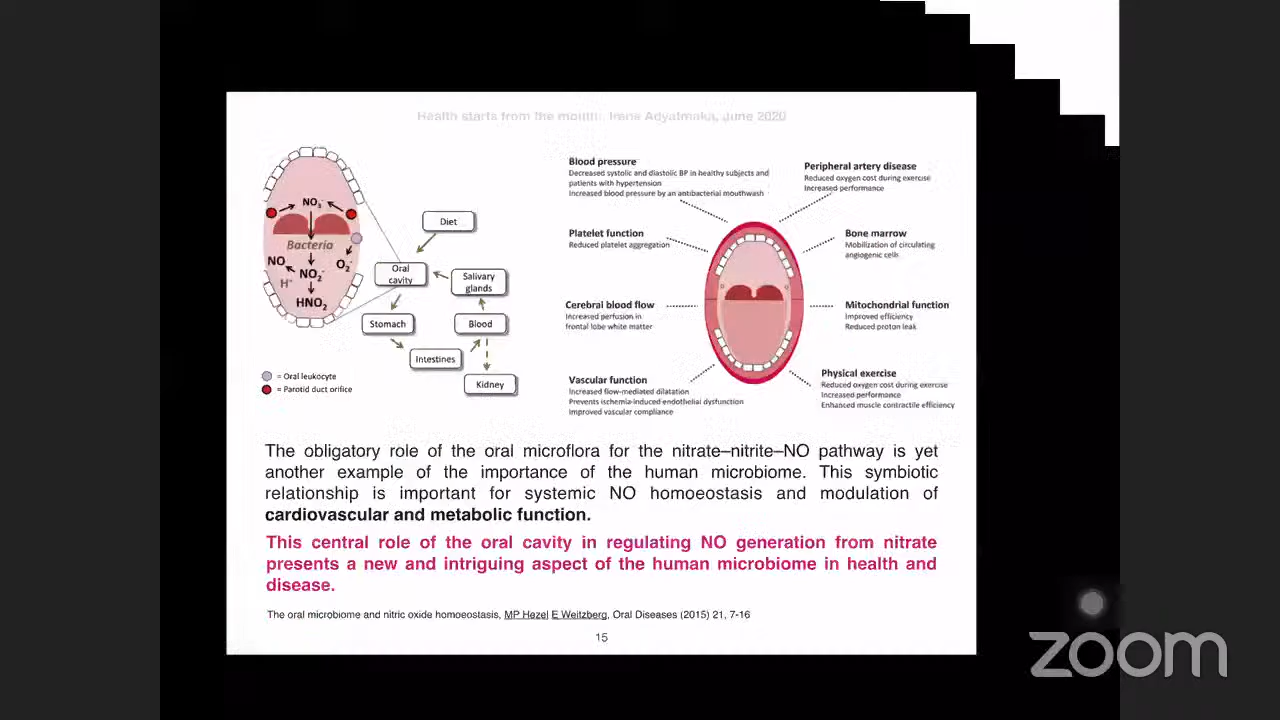 Health starts from the mouth, Irene Adyatmaka, June 2020
NO3-
Bacteria
NO
H+
NO2-
O2-
HNO2
= Oral leukocyte
= Parotid duct orifice
Diet
Oral
cavity
Salivary
glands
Stomach
Blood
Intestines
Kidney
Blood pressure
Decreased systolic and diastolic BP in healthy subjects and
patients with hypertension
Increased blood pressure by an antibacterial mouthwash
Platelet function
Reduced platelet aggregation
Cerebral blood flow
Increased perfusion in
frontal lobe white matter
Vascular function
Increased flow-mediated dilatation
Prevents ischemia-induced endothelial dysfunction
Improved vascular compliance
Peripheral artery disease
Reduced oxygen cost during exercise
Increased performance
Bone marrow
Mobilization of circulating
angiogenic cells
Mitochondrial function
Improved efficiency
Reduced proton leak
Physical exercise
Reduced oxygen cost during exercise
Increased performance
Enhanced muscle contractile efficiency
The obligatory role of the oral microflora for the nitrate–nitrite–NO pathway is yet
another example of the importance of the human microbiome. This symbiotic
relationship is important for systemic NO homoeostasis and modulation of
cardiovascular and metabolic function.
This central role of the oral cavity in regulating NO generation from nitrate
presents a new and intriguing aspect of the human microbiome in health and
disease.
The oral microbiome and nitric oxide homoeostasis, MP Hezel E Weitzberg, Oral Diseases (2015) 21, 7-16
15
zoom